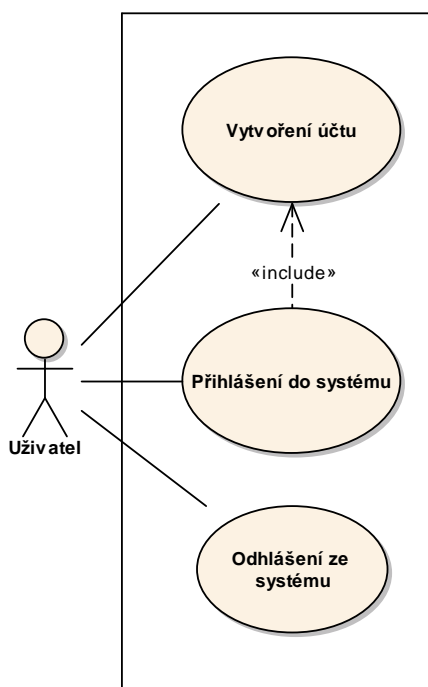 Vytvoření účtu
«include»
Přihlášení do systému
Uživatel
Odhlášení ze
systému